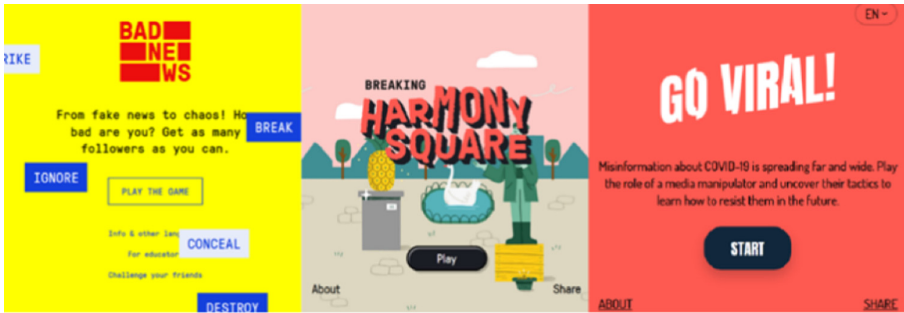 BAD
NE
WS
RIKE
From fake news to chaos! Ho
bad are you? Get as many
followers as you can.
BREAK
IGNORE
PLAY THE GAME
Info & other lang
CONCEAL
For educator
Challenge your friends
DESTROY
BREAKING
HARMONY
SQUARE
Play
About
Share
EN
GO VIRAL!
Misinformation about COVID-19 is spreading far and wide. Play
the role of a media manipulator and uncover their tactics to
learn how to resist them in the future.
START
ABOUT
SHARE